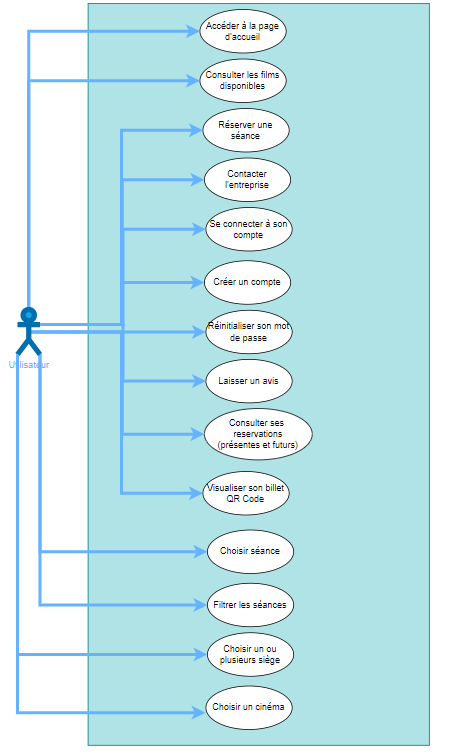 Accéder à la page
d'accueil
Consulter les films
disponibles
Réserver une
séance
Contacter
l'entreprise
Se connecter à son
compte
Créer un compte
Réinitialiser son mot
de passe
Utilisateur
Laisser un avis
Consulter ses
reservations
(présentes et futurs)
Visualiser son billet
QR Code
Choisir séance
Filtrer les séances
Choisir un ou
plusieurs siège
Choisir un cinéma